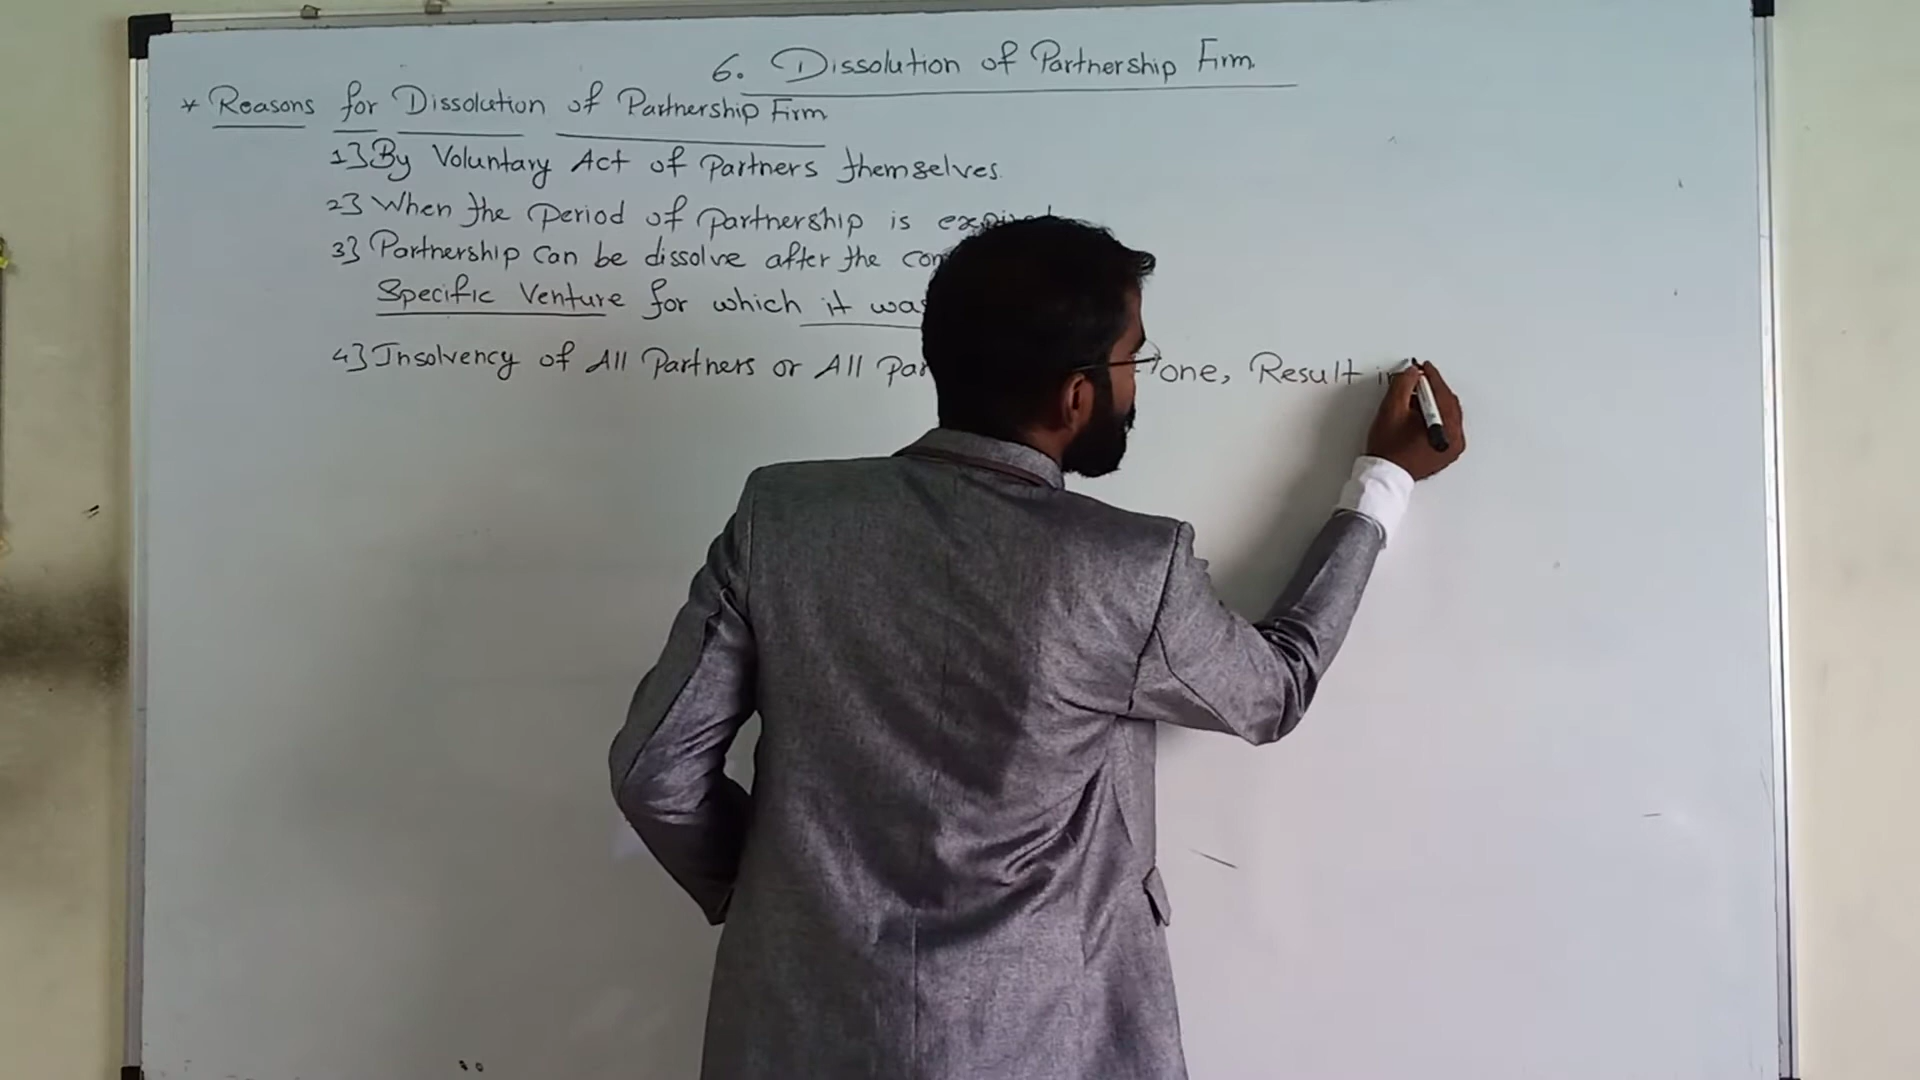 6. Dissolution of Partnership Firm.
* Reasons for Dissolution of Partnership Firm
1] By Voluntary Act of Partners themselves.
2] When the period of partnership is
3] Partnership can be dissolve after the
Specific Venture for which it was
4] Insolvency of All Partners or All one, Result